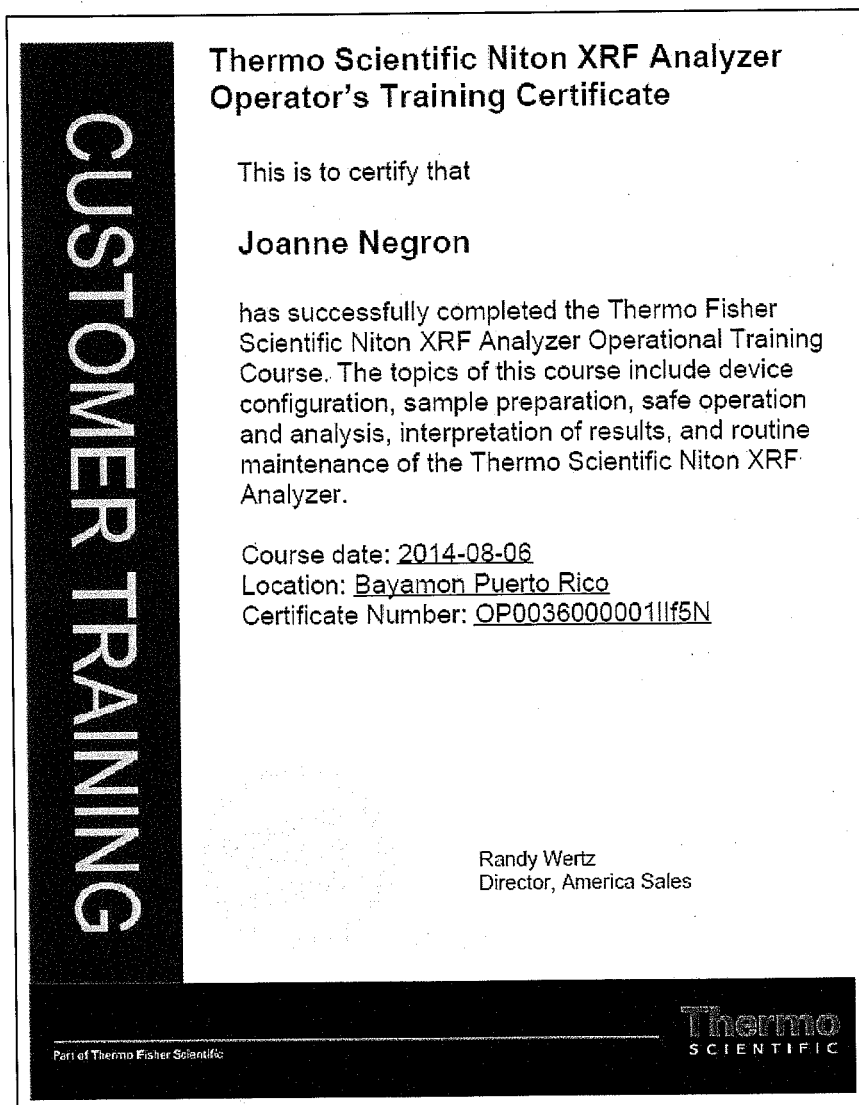 Thermo Scientific Niton XRF Analyzer
Operator's Training Certificate
CUSTOMER TRAINING
This is to certify that
Joanne Negron
has successfully completed the Thermo Fisher
Scientific Niton XRF Analyzer Operational Training
Course. The topics of this course include device
configuration, sample preparation, safe operation
and analysis, interpretation of results, and routine
maintenance of the Thermo Scientific Niton XRF
Analyzer.
Course date: 2014-08-06
Location: Bayamon Puerto Rico
Certificate Number: OP0036000001IIf5N
Randy Wertz
Director, America Sales
Part of Thermo Fisher Scientific
Thermo
SCIENTIFIC